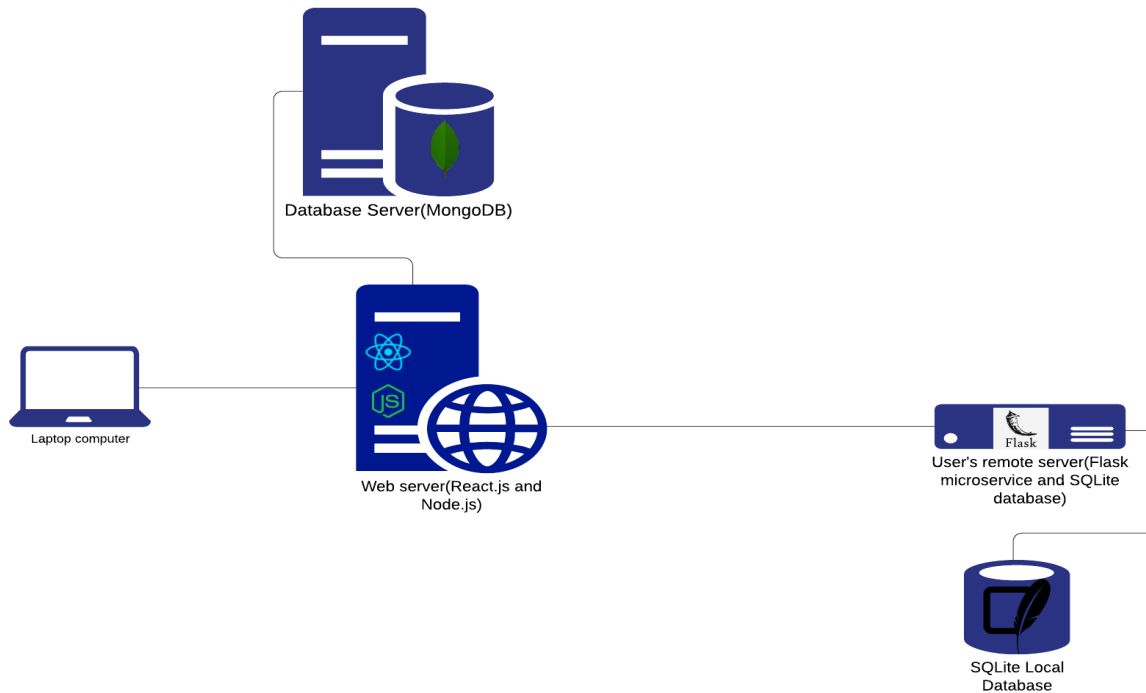 Database Server(MongoDB)
JS
Laptop computer
Web server(React.js and
Node.js)
Flask
User's remote server(Flask
microservice and SQLite
database)
SQLite Local
Database